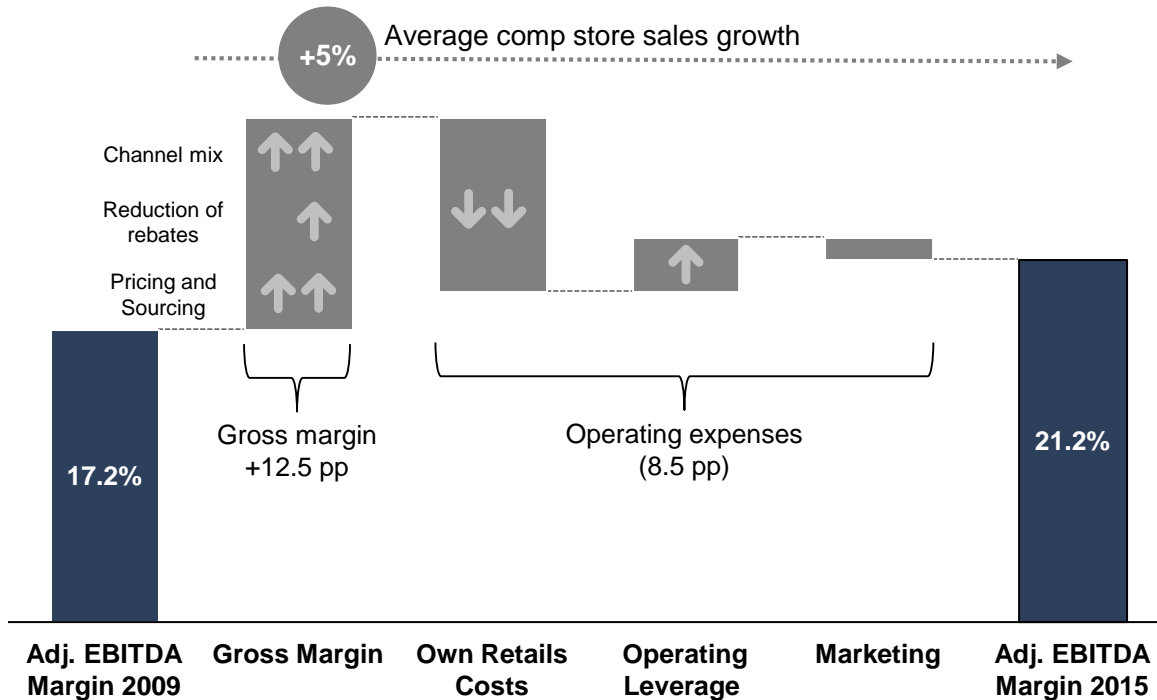 Average comp store sales growth
+5%
Channel mix
Reduction of
rebates
Pricing and
Sourcing
Gross margin
+12.5 pp
Operating expenses
(8.5 pp)
17.2%
21.2%
Adj. EBITDA
Margin 2009
Gross Margin
Own Retails
Costs
Operating
Leverage
Marketing
Adj. EBITDA
Margin 2015